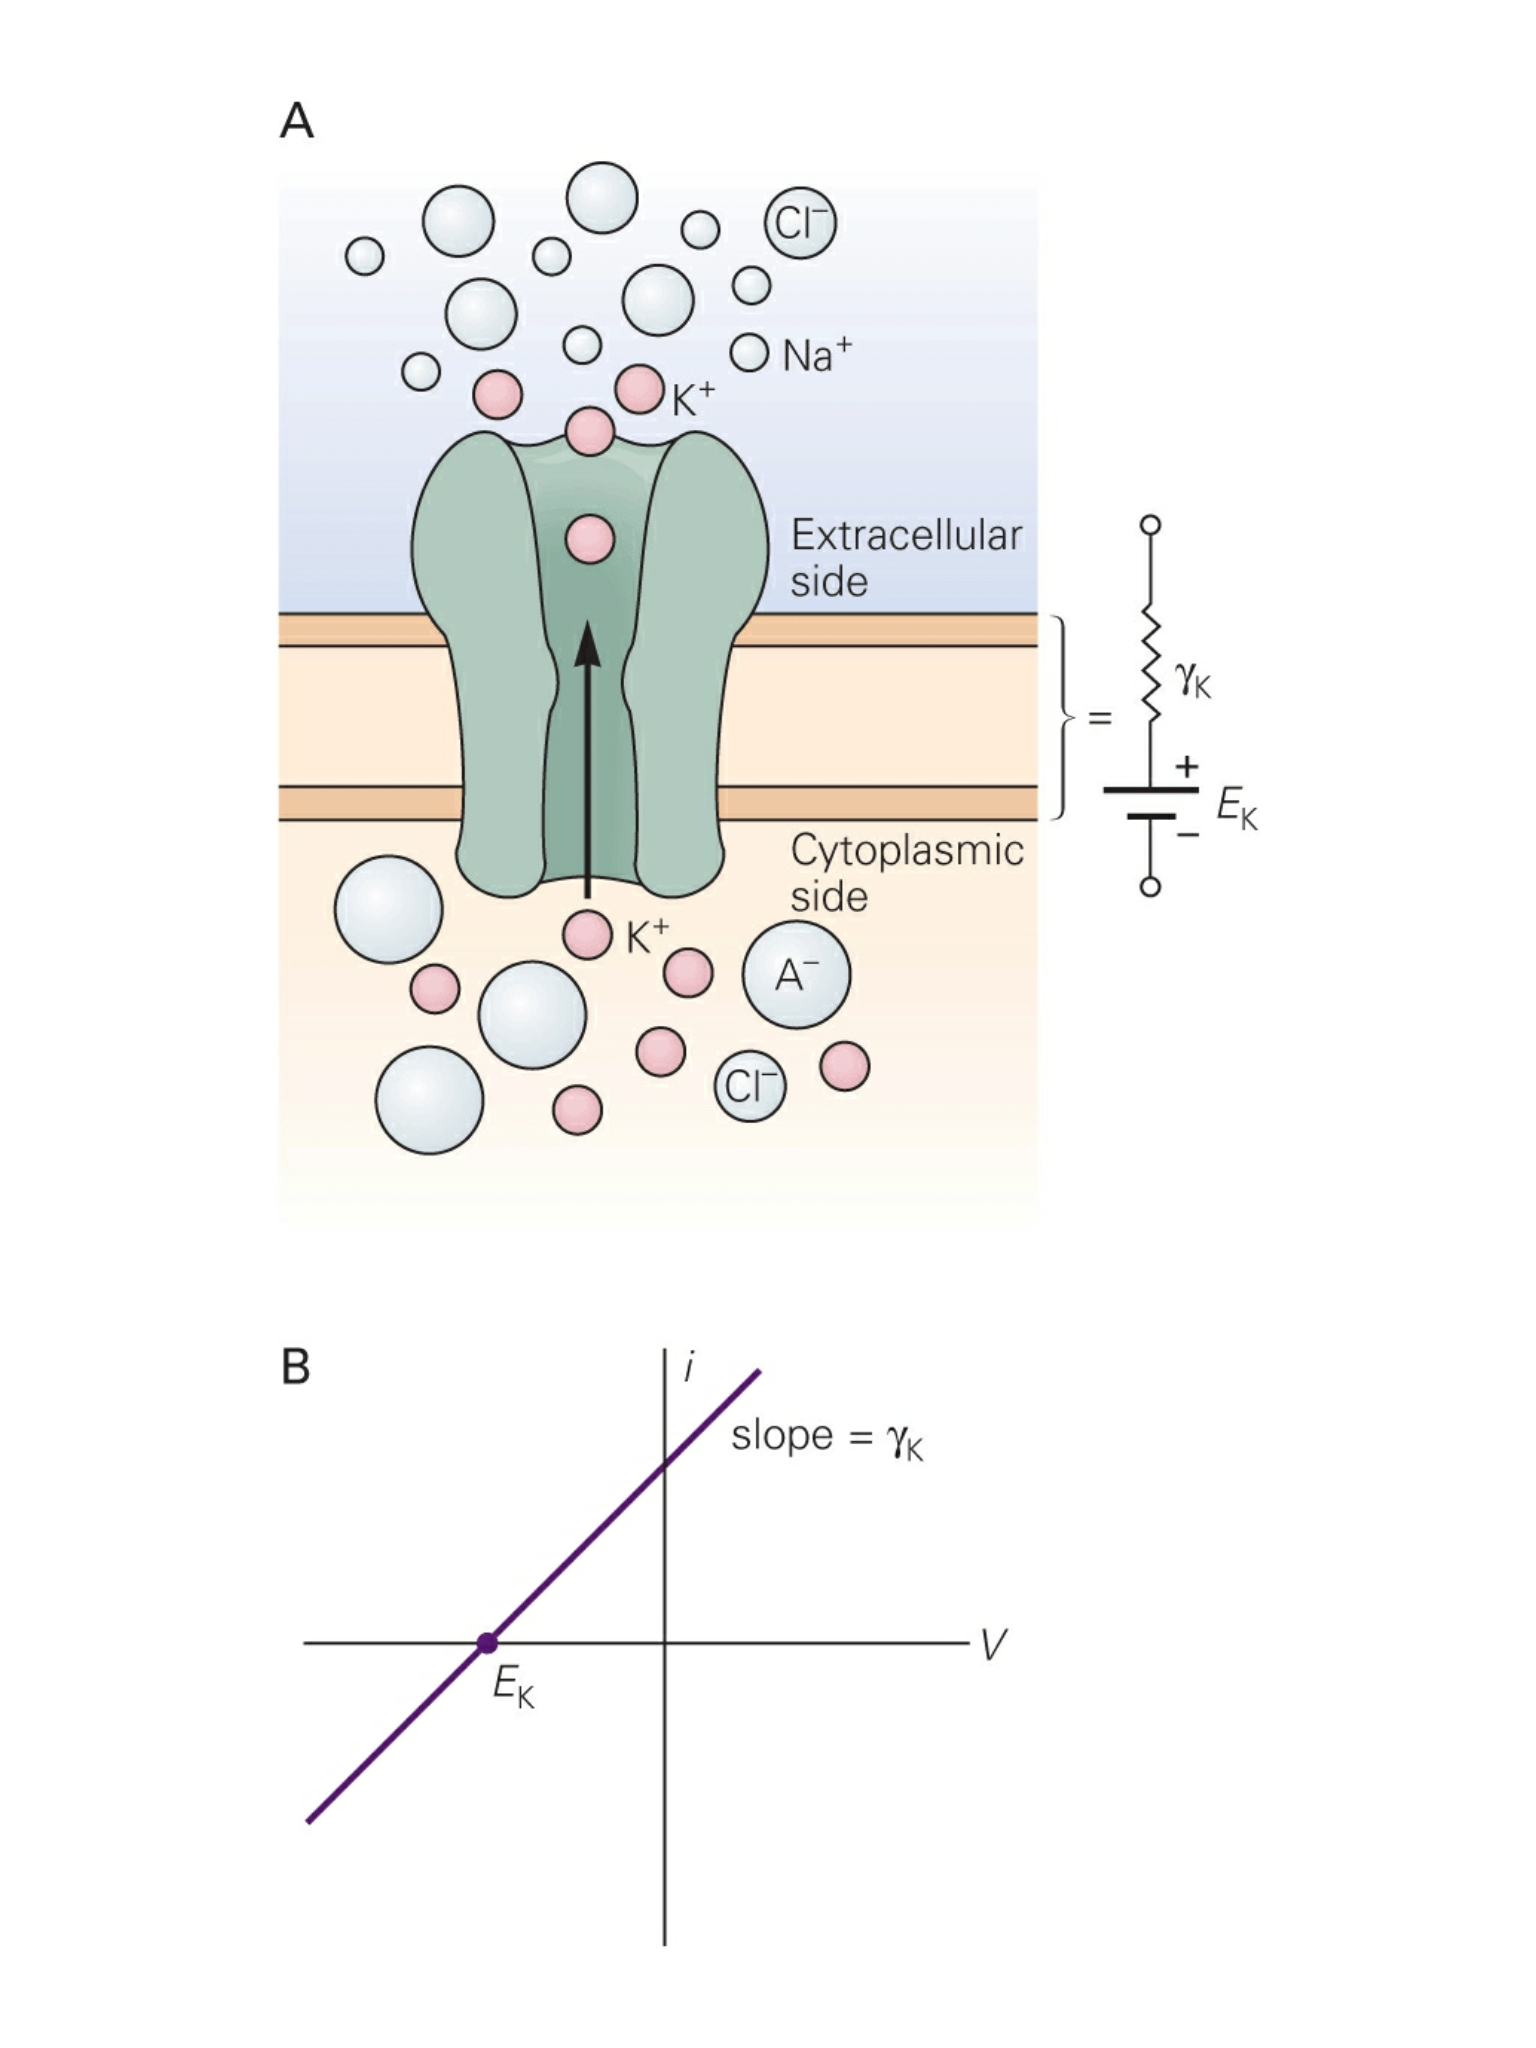 A
Cl⁻
Na⁺
K⁺
Extracellular
side
γK
=
+
EK
−
Cytoplasmic
side
K⁺
A⁻
Cl⁻
B
i
slope = γK
V
EK